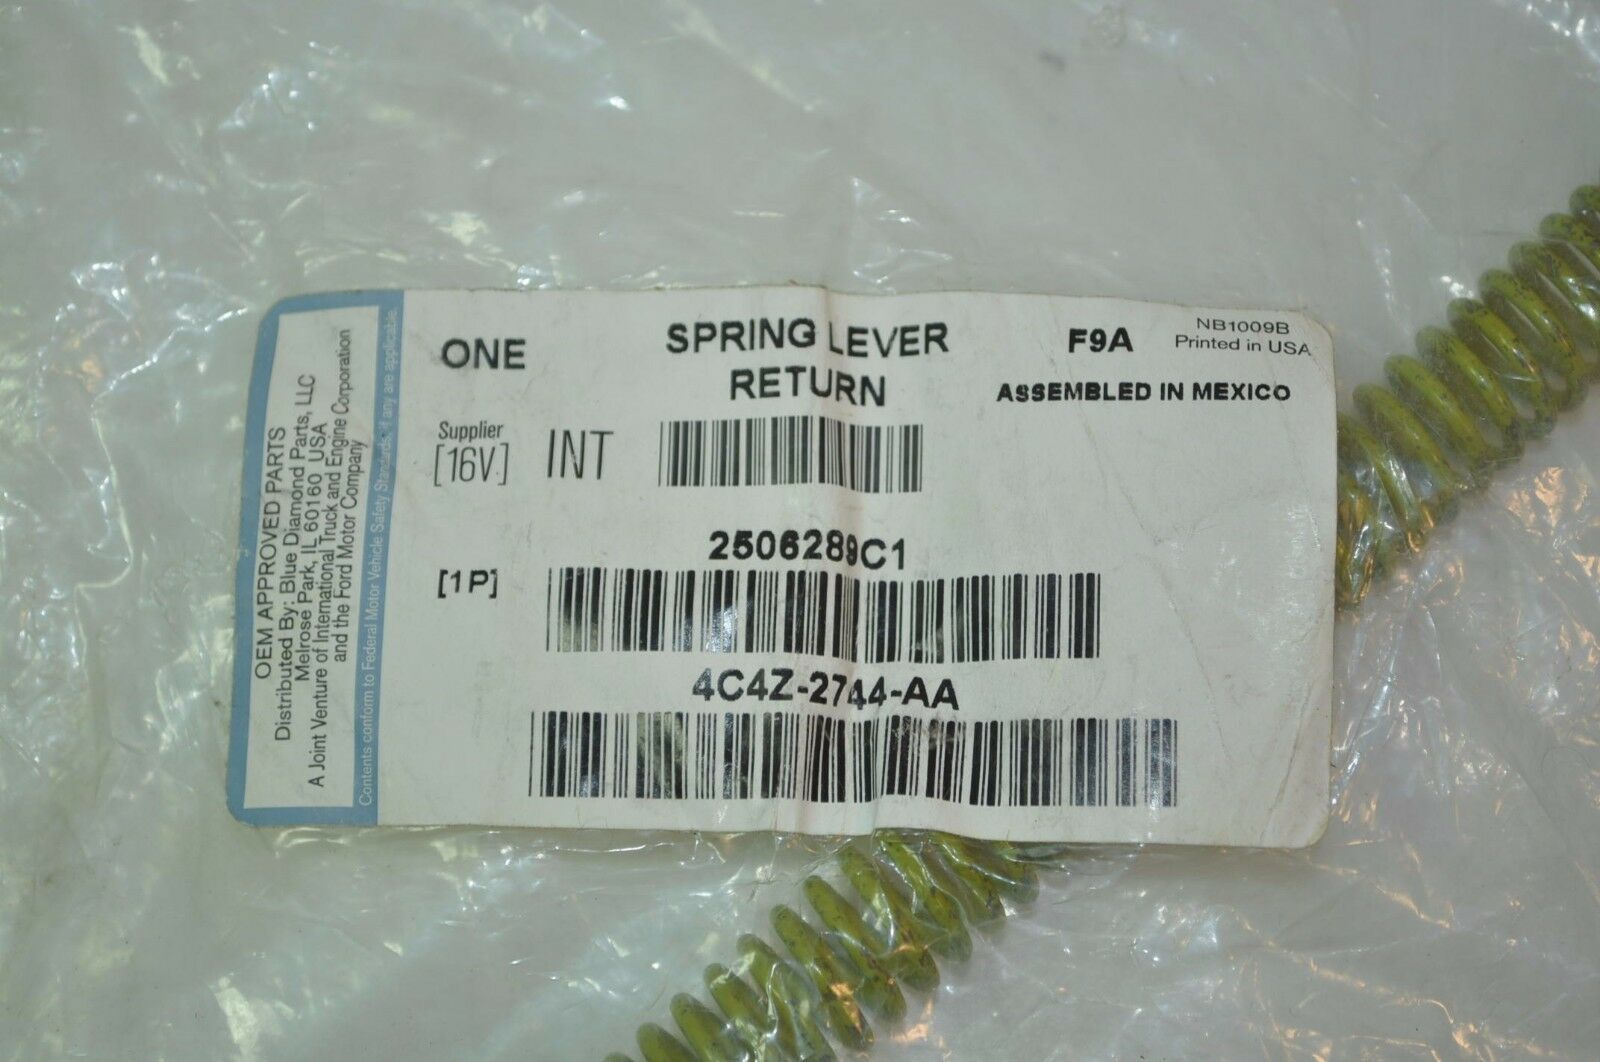 ONE
SPRING LEVER
RETURN
F9A
NB1009B
Printed in USA
ASSEMBLED IN MEXICO
Supplier
[16V]
INT
2506289C1
[1P]
4C4Z-2744-AA
OEM APPROVED PARTS
Distributed By: Blue Diamond Parts, LLC
Melrose Park, IL 60160 USA
A Joint Venture of International Truck and Engine Corporation
and the Ford Motor Company
Contents conform to Federal Motor Vehicle Safety Standards, if any are applicable.